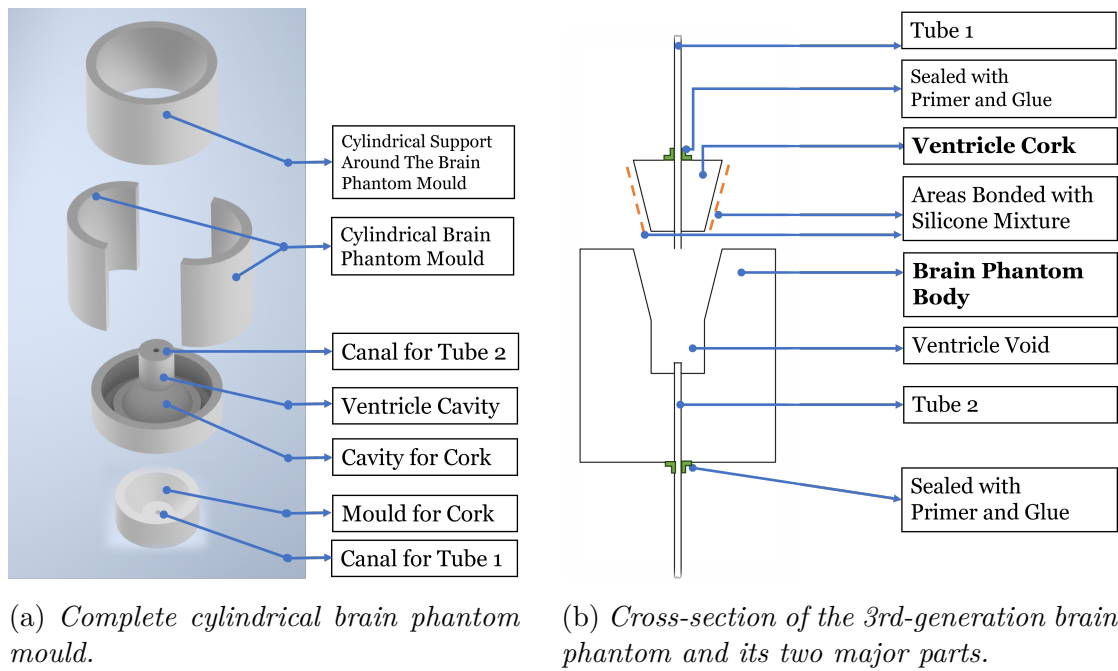 Cylindrical Support
Around The Brain
Phantom Mould
Cylindrical Brain
Phantom Mould
Canal for Tube 2
Ventricle Cavity
Cavity for Cork
Mould for Cork
Canal for Tube 1
(a) Complete cylindrical brain phantom
mould.
Tube 1
Sealed with
Primer and Glue
Ventricle Cork
Areas Bonded with
Silicone Mixture
Brain Phantom
Body
Ventricle Void
Tube 2
Sealed with
Primer and Glue
(b) Cross-section of the 3rd-generation brain
phantom and its two major parts.